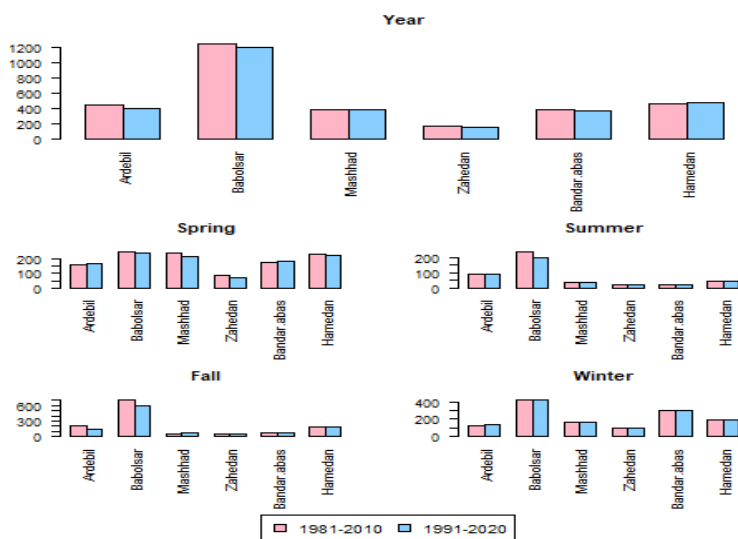 Year
1200
1000
800
600
400
200
0
Ardebil
Babolsar
Mashhad
Zahedan
Bandar.abas
Hamedan
Spring
200
100
0
Ardebil
Babolsar
Mashhad
Zahedan
Bandar.abas
Hamedan
Summer
200
100
0
Ardebil
Babolsar
Mashhad
Zahedan
Bandar.abas
Hamedan
Fall
600
300
0
Ardebil
Babolsar
Mashhad
Zahedan
Bandar.abas
Hamedan
Winter
400
200
0
Ardebil
Babolsar
Mashhad
Zahedan
Bandar.abas
Hamedan
1981-2010 1991-2020